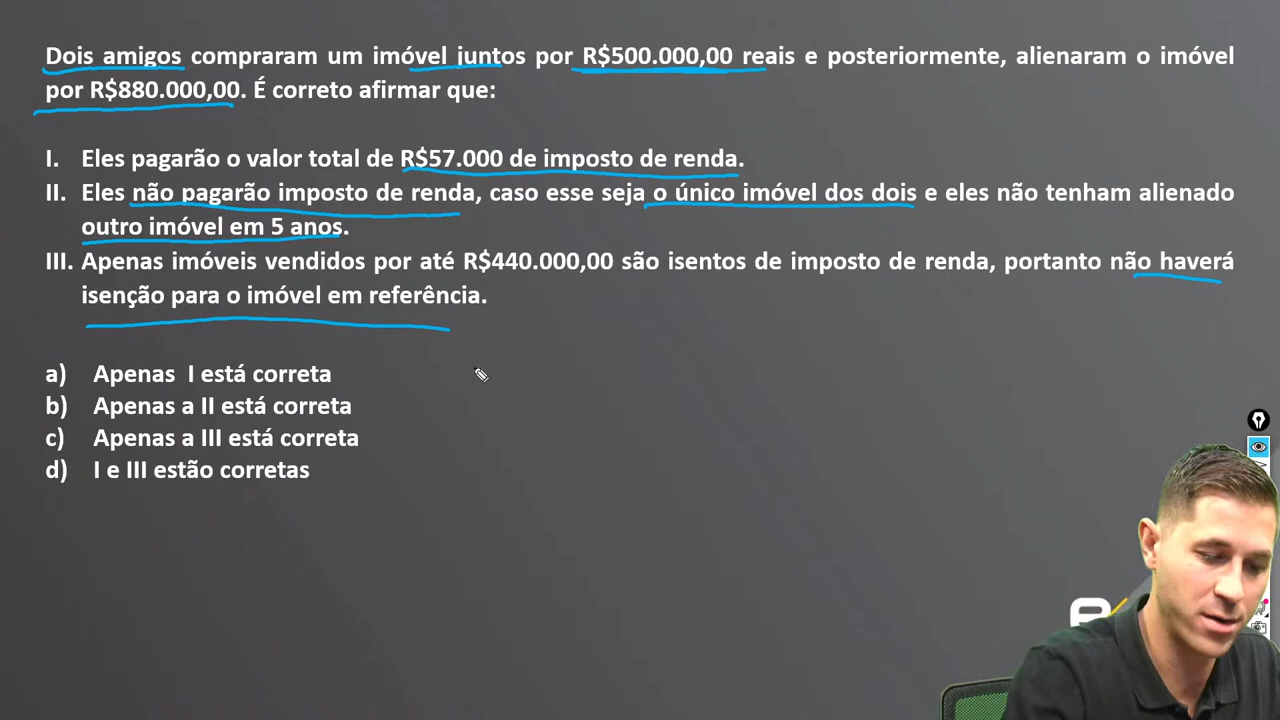 Dois amigos compraram um imóvel juntos por R$500.000,00 reais e posteriormente, alienaram o imóvel
por R$880.000,00. É correto afirmar que:
I. Eles pagarão o valor total de R$57.000 de imposto de renda.
II. Eles não pagarão imposto de renda, caso esse seja o único imóvel dos dois e eles não tenham alienado
outro imóvel em 5 anos.
III. Apenas imóveis vendidos por até R$440.000,00 são isentos de imposto de renda, portanto não haverá
isenção para o imóvel em referência.
a) Apenas I está correta
b) Apenas a II está correta
c) Apenas a III está correta
d) I e III estão corretas